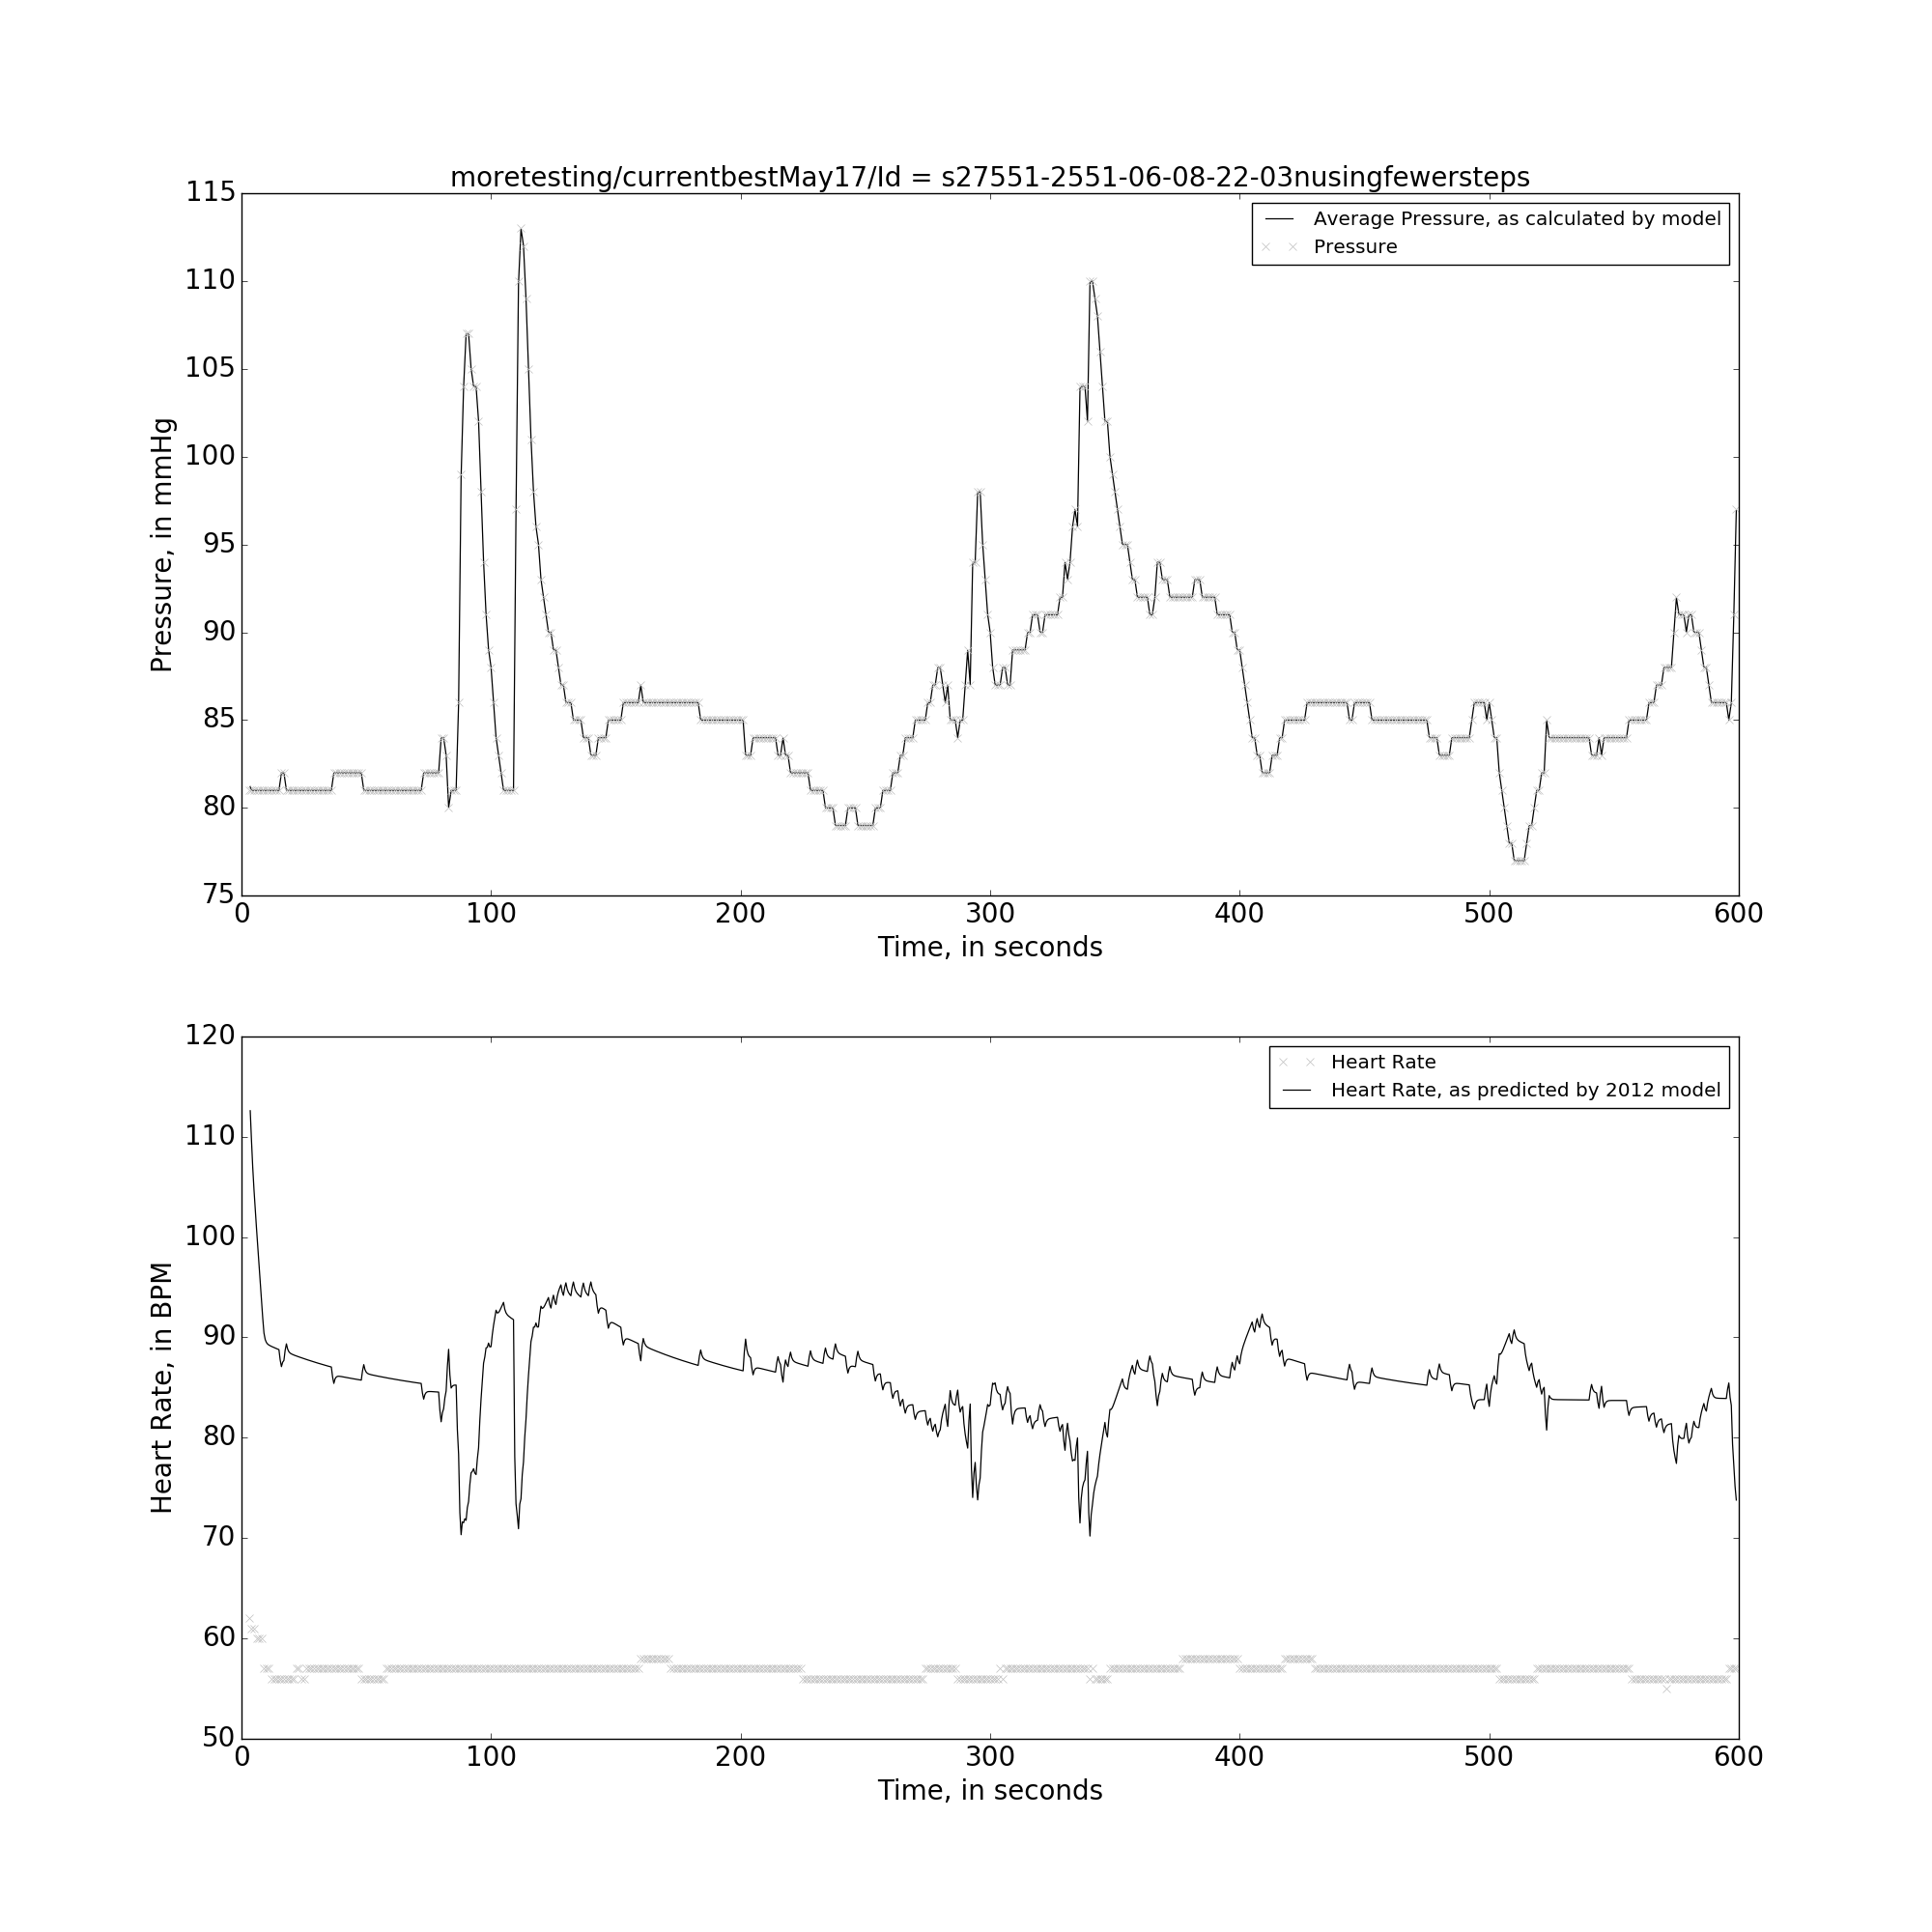 moretesting/currentbestMay17/Id = s27551-2551-06-08-22-03nusingfewersteps
Average Pressure, as calculated by model
Pressure
115
110
105
100
95
90
85
80
75
Pressure, in mmHg
0 100 200 300 400 500 600
Time, in seconds
Heart Rate
Heart Rate, as predicted by 2012 model
120
110
100
90
80
70
60
50
Heart Rate, in BPM
0 100 200 300 400 500 600
Time, in seconds